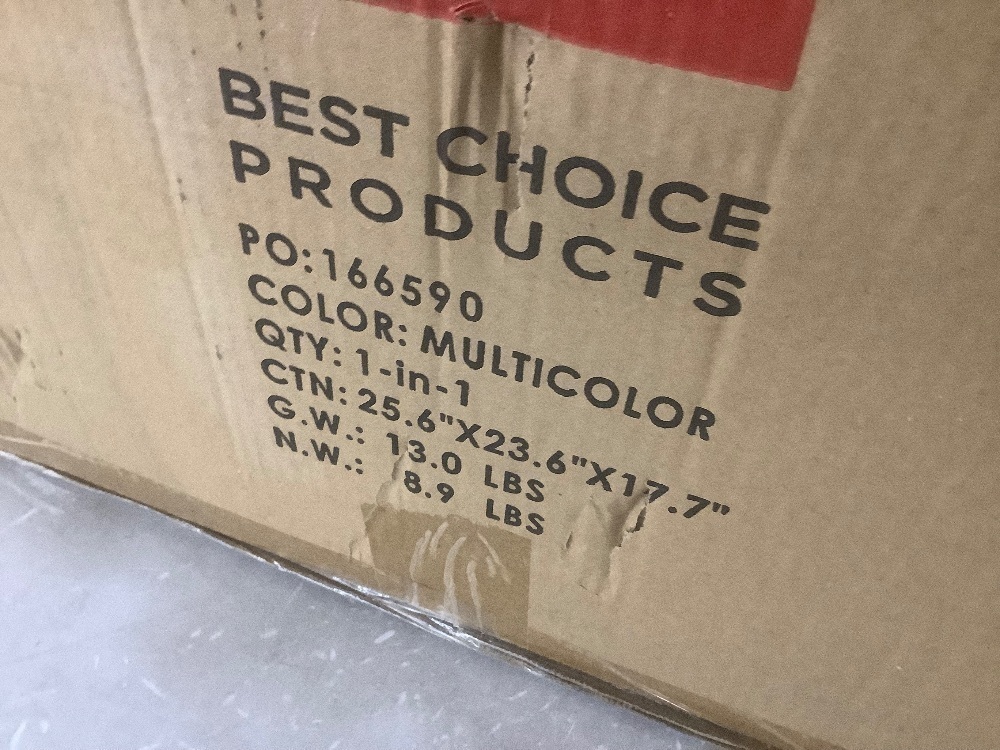 BEST CHOICE
PRODUCTS
PO:166590
COLOR: MULTICOLOR
QTY: 1-in-1
CTN: 25.6"X23.6"X17.7"
G.W.: 13.0 LBS
N.W.: 8.9 LBS